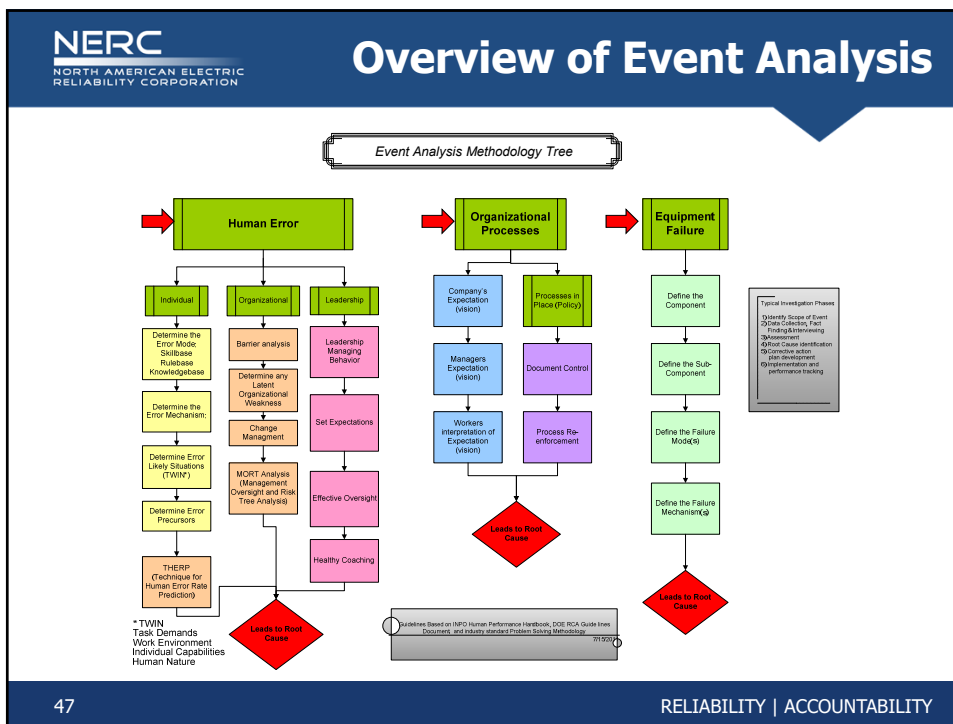 NERC
NORTH AMERICAN ELECTRIC
RELIABILITY CORPORATION
Overview of Event Analysis
Event Analysis Methodology Tree
Human Error
Individual
Determine the
Error Mode;
Skillbase
Rulebase
Knowledgebase
Determine the
Error Mechanism;
Determine Error
Likely Situations
(TWIN*)
Determine Error
Precursors
THERP
(Technique for
Human Error Rate
Prediction)
Organizational
Barrier analysis
Determine any
Latent
Organizational
Weakness
Change
Managment
MORT Analysis
(Management
Oversight and Risk
Tree Analysis)
Leadership
Leadership
Managing
Behavior
Set Expectations
Effective Oversight
Healthy Coaching
Leads to Root
Cause
* TWIN
Task Demands
Work Environment
Individual Capabilities
Human Nature
Organizational
Processes
Company's
Expectation
(vision)
Managers
Expectation
(vision)
Workers
interpretation of
Expectation
(vision)
Processes in
Place (Policy)
Document Control
Process Re-
enforcement
Leads to Root
Cause
Equipment
Failure
Define the
Component
Define the Sub-
Component
Define the Failure
Mode(s)
Define the Failure
Mechanism(s)
Leads to Root
Cause
Typical Investigation Phases
1) Identify Scope of Event
2) Data Collection, Fact
Finding & Interviewing
3) Assessment
4) Root Cause identification
5) Corrective action
plan development
6) Implementation and
performance tracking
Guidelines Based on INPO Human Performance Handbook, DOE RCA Guide lines
Document, and industry standard Problem Solving Methodology
47
RELIABILITY | ACCOUNTABILITY